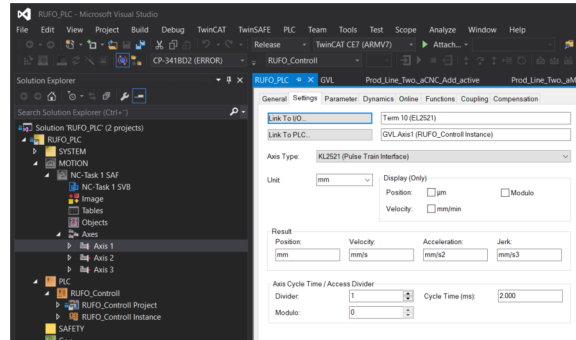 RUFO_PLC - Microsoft Visual Studio
File Edit View Project Build Debug TwinCAT TwinSAFE PLC Team Tools Test Scope Analyze Window Help
Release TwinCAT CE7 (ARMV7) Attach...
CP-341BD2 (ERROR) RUFO_Controll
Solution Explorer
Search Solution Explorer (Ctrl+¨)
Solution 'RUFO_PLC' (2 projects)
RUFO_PLC
SYSTEM
MOTION
NC-Task 1 SAF
NC-Task 1 SVB
Image
Tables
Objects
Axes
Axis 1
Axis 2
Axis 3
PLC
RUFO_Controll
RUFO_Controll Project
RUFO_Controll Instance
SAFETY
RUFO_PLC GVL Prod_Line_Two._aCNC_Add_active Prod_Line_Two._aM
General Settings Parameter Dynamics Online Functions Coupling Compensation
Link To I/O... Term 10 (EL2521)
Link To PLC... GVL.Axis1 (RUFO_Controll Instance)
Axis Type: KL2521 (Pulse Train Interface)
Unit mm Display (Only)
Position: µm Modulo
Velocity: mm/min
Result
Position: Velocity: Acceleration: Jerk:
mm mm/s mm/s2 mm/s3
Axis Cycle Time / Access Divider
Divider: 1 Cycle Time (ms): 2.000
Modulo: 0